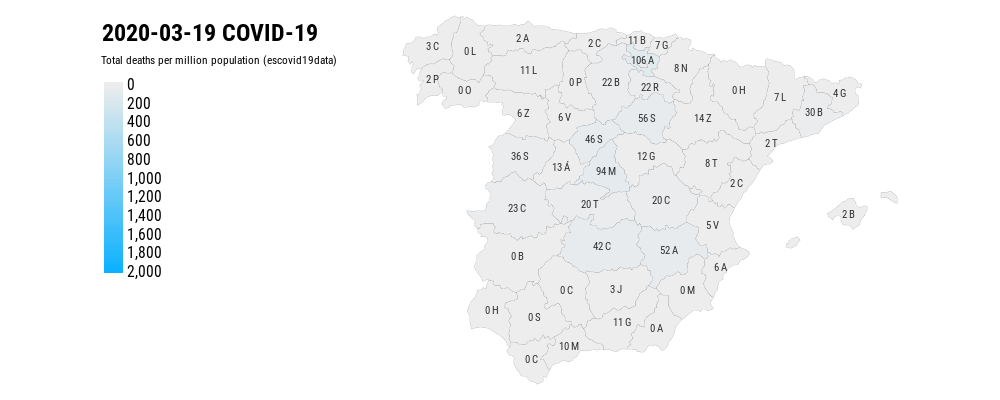 2020-03-19 COVID-19
Total deaths per million population (escovid19data)
0
200
400
600
800
1,000
1,200
1,400
1,600
1,800
2,000
3 C
0 L
2 A
2 C
11 B
7 G
106 A
2 P
0 O
11 L
0 P
22 B
22 R
8 N
0 H
7 L
4 G
30 B
6 Z
6 V
56 S
14 Z
46 S
2 T
36 S
13 Á
94 M
12 G
8 T
2 C
23 C
20 T
20 C
2 B
5 V
0 B
42 C
52 A
6 A
0 C
3 J
0 M
0 H
0 S
11 G
0 A
10 M
0 C